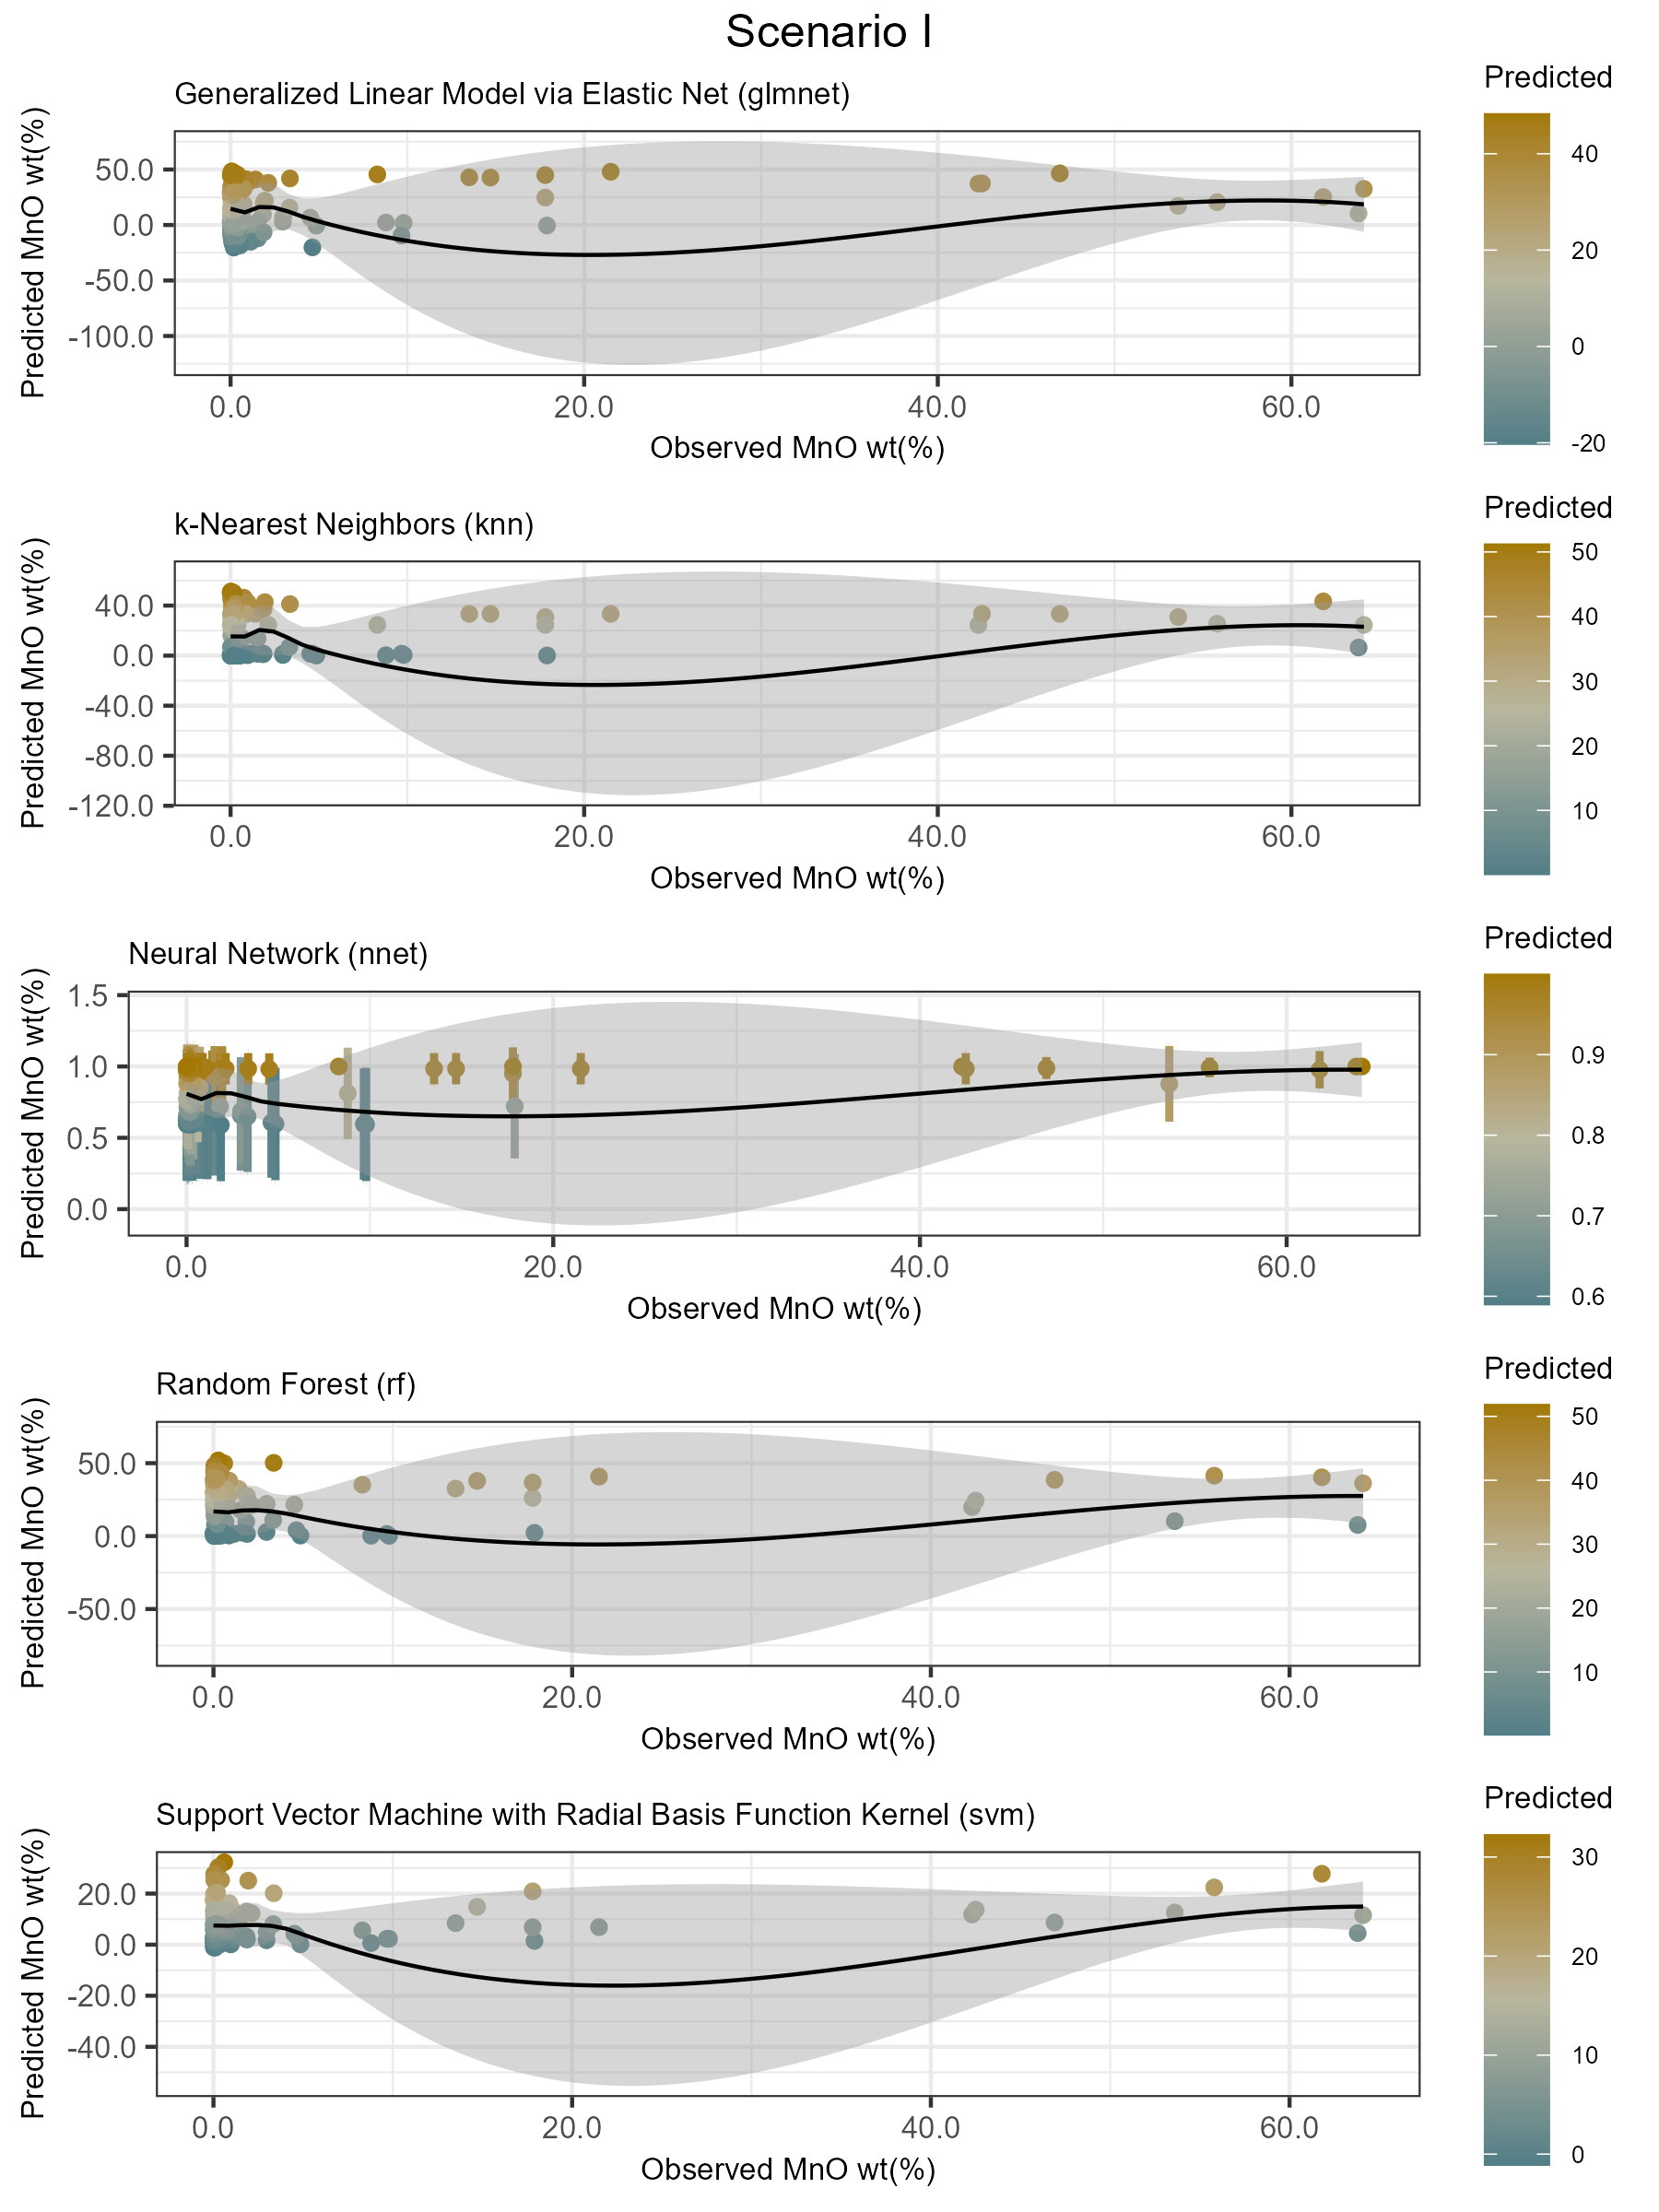 Scenario I
Generalized Linear Model via Elastic Net (glmnet)
Predicted MnO wt(%)
50.0
0.0
-50.0
-100.0
0.0 20.0 40.0 60.0
Observed MnO wt(%)
Predicted
40
20
0
-20
k-Nearest Neighbors (knn)
Predicted MnO wt(%)
40.0
0.0
-40.0
-80.0
-120.0
0.0 20.0 40.0 60.0
Observed MnO wt(%)
Predicted
50
40
30
20
10
Neural Network (nnet)
Predicted MnO wt(%)
1.5
1.0
0.5
0.0
0.0 20.0 40.0 60.0
Observed MnO wt(%)
Predicted
0.9
0.8
0.7
0.6
Random Forest (rf)
Predicted MnO wt(%)
50.0
0.0
-50.0
0.0 20.0 40.0 60.0
Observed MnO wt(%)
Predicted
50
40
30
20
10
Support Vector Machine with Radial Basis Function Kernel (svm)
Predicted MnO wt(%)
20.0
0.0
-20.0
-40.0
0.0 20.0 40.0 60.0
Observed MnO wt(%)
Predicted
30
20
10
0